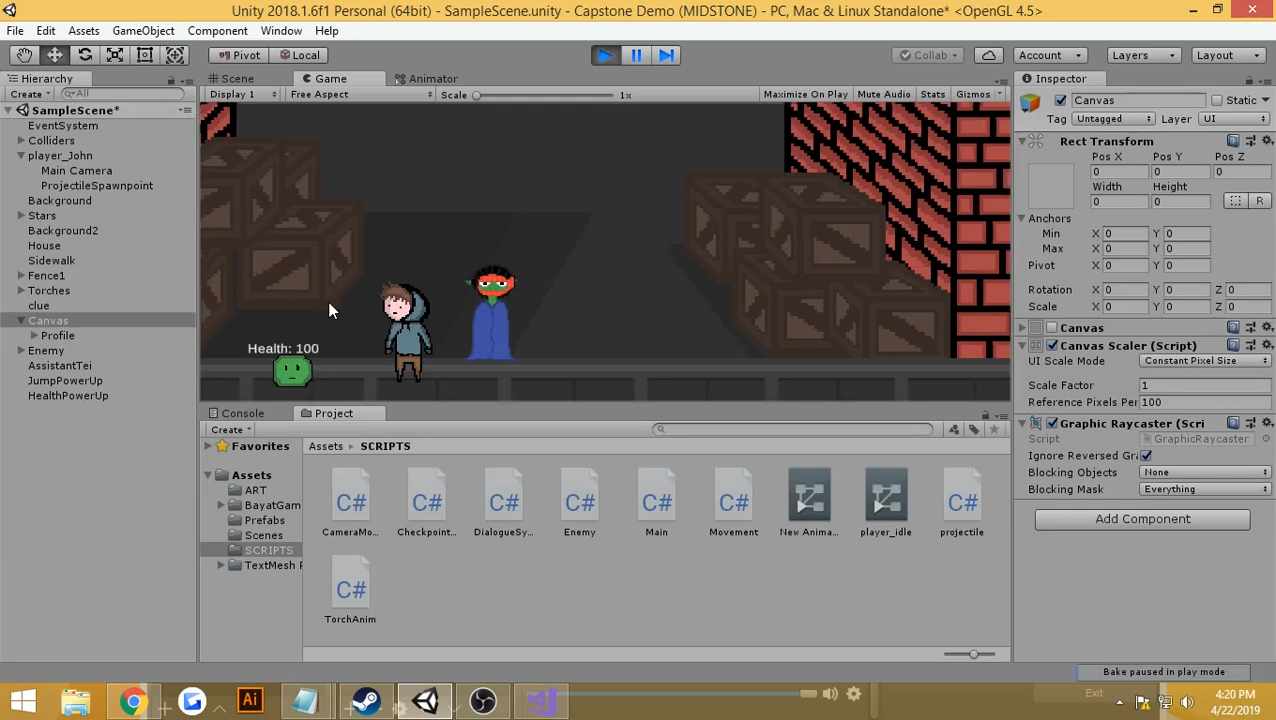 Unity 2018.1.6f1 Personal (64bit) - SampleScene.unity - Capstone Demo (MIDSTONE) - PC, Mac & Linux Standalone* <OpenGL 4.5>
File Edit Assets GameObject Component Window Help
Pivot Local Collab Account Layers Layout
Hierarchy Scene Game Animator Inspector
Create All Display 1 Free Aspect Scale 1x Maximize On Play Mute Audio Stats Gizmos Canvas Static
SampleScene* Tag Untagged Layer UI
EventSystem
Colliders Rect Transform
player_John Pos X Pos Y Pos Z
Main Camera 0 0 0
ProjectileSpawnpoint Width Height
Background 0 0 R
Stars Anchors
Background2 Min X 0 Y 0
House Max X 0 Y 0
Sidewalk Pivot X 0 Y 0
Fence1
Torches Rotation X 0 Y 0 Z 0
clue Scale X 0 Y 0 Z 0
Canvas Canvas
Profile Canvas Scaler (Script)
Enemy Health: 100 UI Scale Mode Constant Pixel Size
AssistantTei
JumpPowerUp Scale Factor 1
HealthPowerUp Reference Pixels Per 100
Console Project Graphic Raycaster (Scri
Create Script GraphicRaycaster
Favorites Assets SCRIPTS Ignore Reversed Gra
Assets Blocking Objects None
ART Blocking Mask Everything
BayatGam
Prefabs Add Component
Scenes CameraMo... Checkpoint... DialogueSy... Enemy Main Movement New Anima... player_idle projectile
SCRIPTS
TextMesh F
C# C# C# C# C# C# C#
C#
TorchAnim
Bake paused in play mode
Ai Exit 4:20 PM
4/22/2019